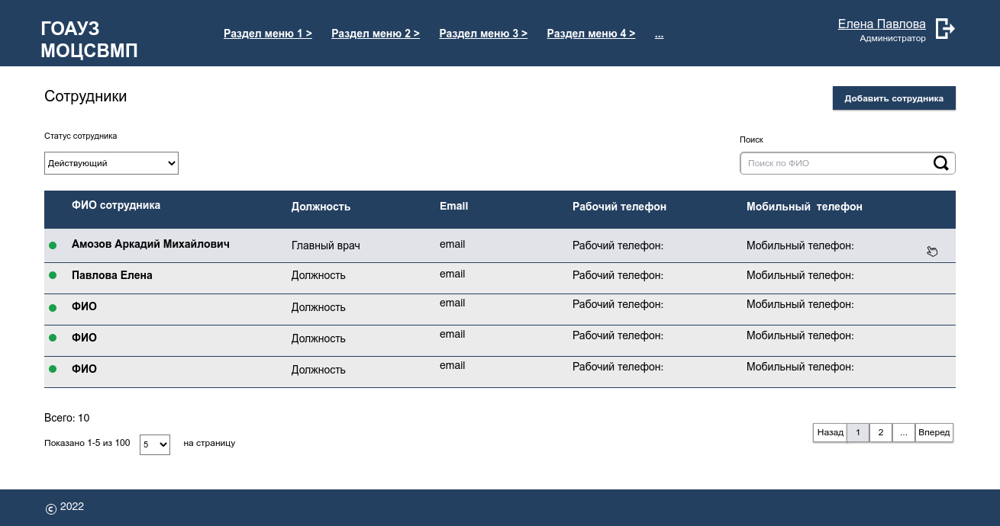 ГОАУЗ
МОЦСВМП
Раздел меню 1 > Раздел меню 2 > Раздел меню 3 > Раздел меню 4 > ...
Елена Павлова
Администратор
Сотрудники
Добавить сотрудника
Статус сотрудника
Поиск
Действующий
Поиск по ФИО
ФИО сотрудника Должность Email Рабочий телефон Мобильный телефон
Амозов Аркадий Михайлович Главный врач email Рабочий телефон: Мобильный телефон:
Павлова Елена Должность email Рабочий телефон: Мобильный телефон:
ФИО Должность email Рабочий телефон: Мобильный телефон:
ФИО Должность email Рабочий телефон: Мобильный телефон:
ФИО Должность email Рабочий телефон: Мобильный телефон:
Всего: 10
Показано 1-5 из 100 5 на страницу
Назад 1 2 ... Вперед
© 2022